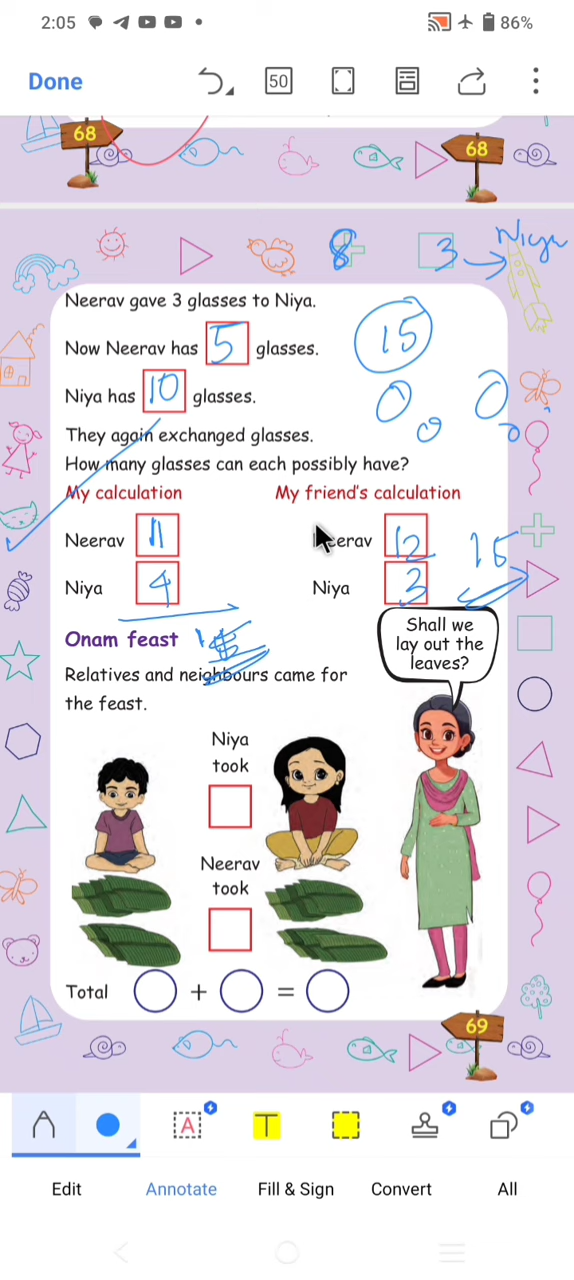 2:05
86%
Done
50
68
68
8
3 → Niya
Neerav gave 3 glasses to Niya.
Now Neerav has 5 glasses.
15
Niya has 10 glasses.
They again exchanged glasses.
How many glasses can each possibly have?
My calculation
My friend's calculation
Neerav 11
eerav 12
15
Niya 4
Niya 3
Onam feast
Shall we
lay out the
leaves?
Relatives and neighbours came for
the feast.
Niya
took
Neerav
took
Total + =
69
A
T
Edit
Annotate
Fill & Sign
Convert
All